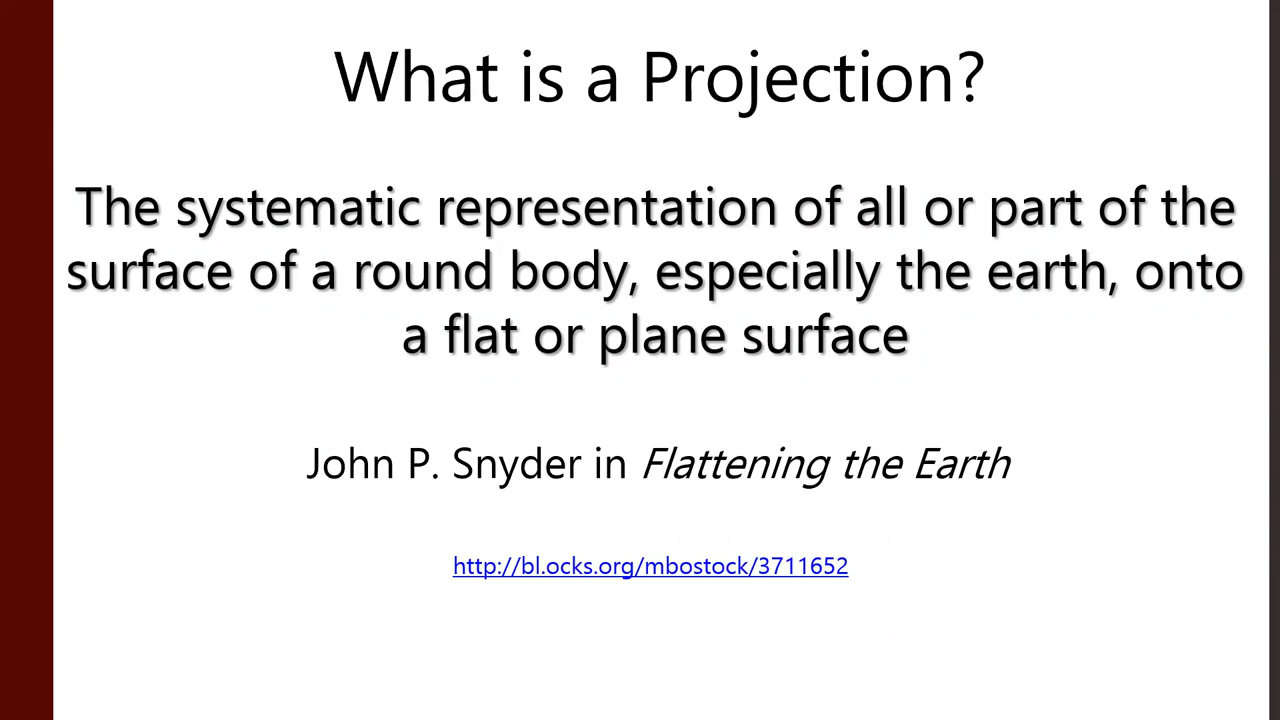 What is a Projection?
The systematic representation of all or part of the
surface of a round body, especially the earth, onto
a flat or plane surface
John P. Snyder in Flattening the Earth
http://bl.ocks.org/mbostock/3711652